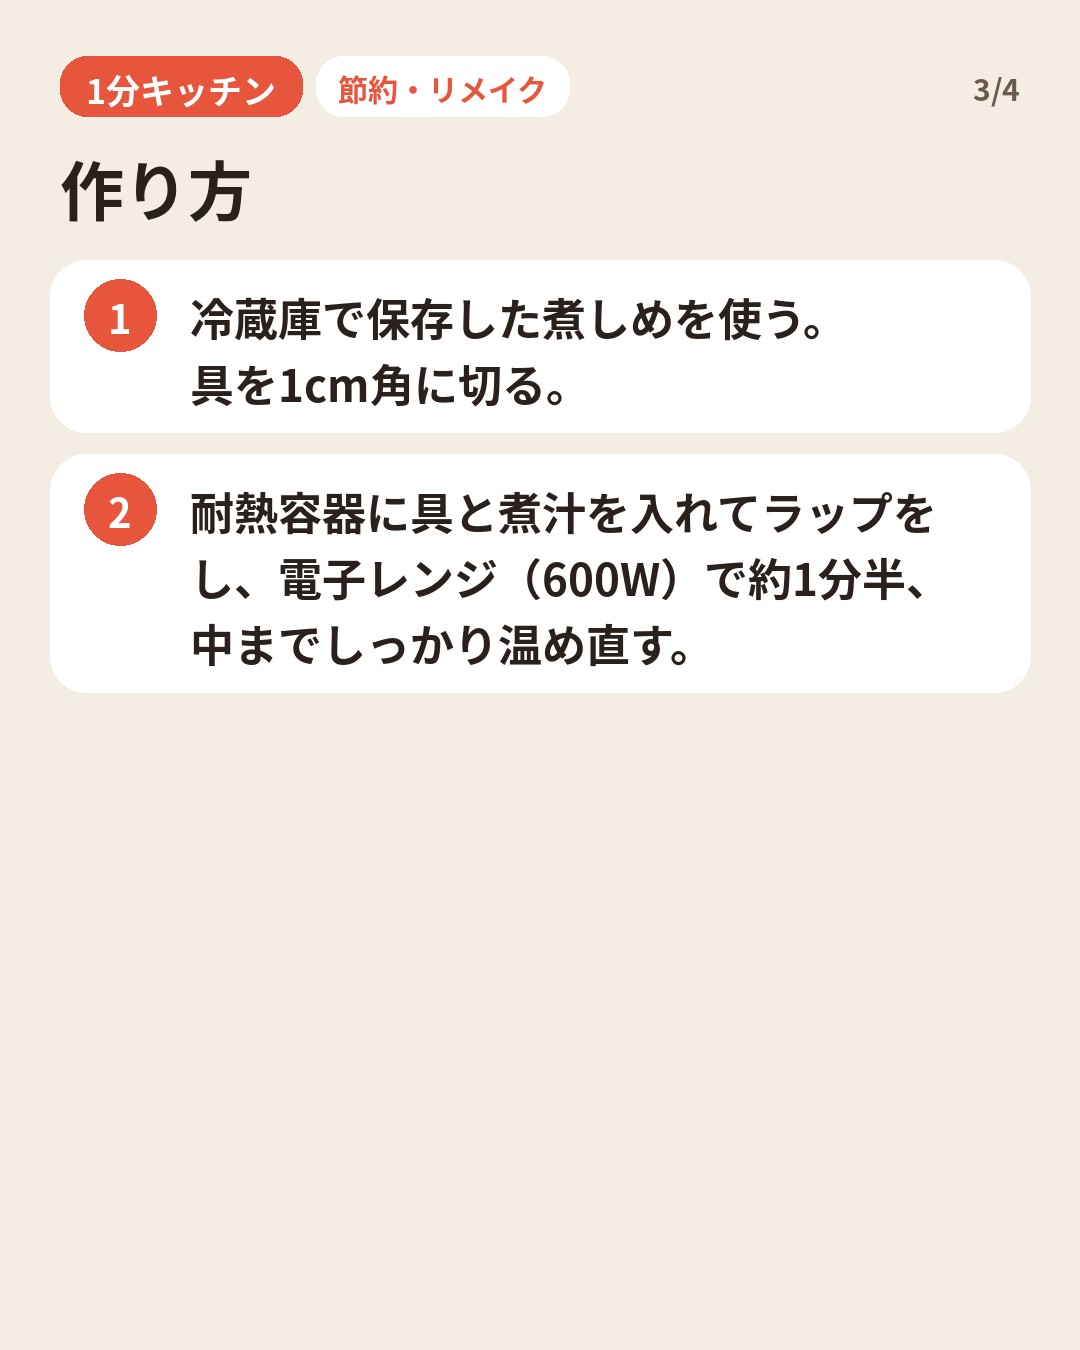 1分キッチン
節約・リメイク
3/4
作り方
1
冷蔵庫で保存した煮しめを使う。
具を1cm角に切る。
2
耐熱容器に具と煮汁を入れてラップを
し、電子レンジ（600W）で約1分半、
中までしっかり温め直す。